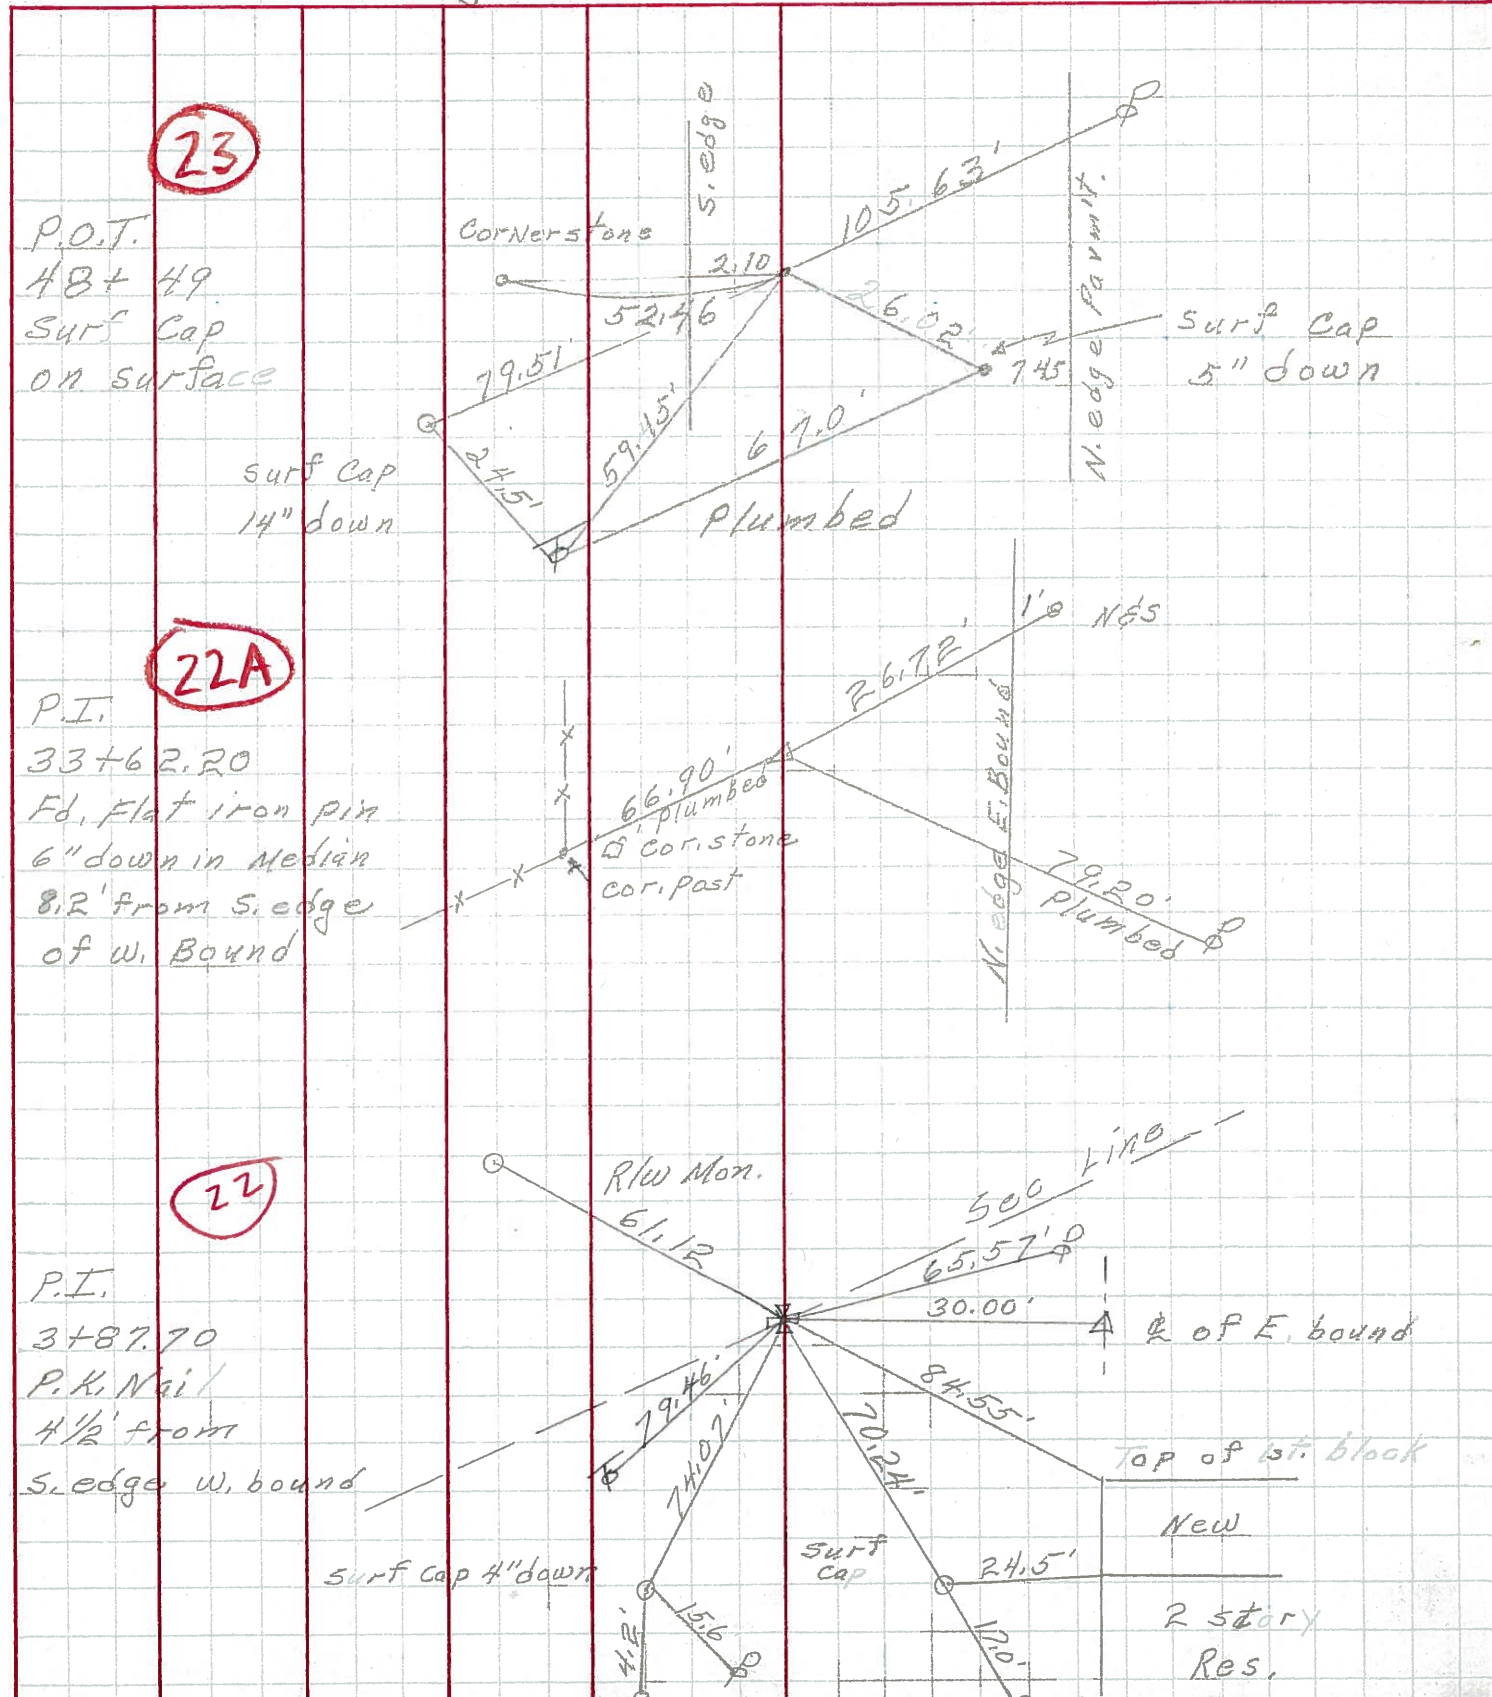 23
P.O.T.
48+ 49
Surf Cap
on surface
Cornerstone
S. edge
2.10
52.46
105.63'
26.02'
N. edge Pavmit.
Surf Cap
5" down
7.45
79.51'
59.45'
67.0'
24.5'
Surf Cap
14" down
Plumbed
22A
P.I.
33+62.20
Fd. Flat iron pin
6" down in Median
8.2' from S. edge
of W. Bound
1'
N&S
26.72'
N. edge E. Bound
66.90'
plumbed
cor. stone
cor. post
79.20'
plumbed
22
P.I.
3+87.70
P.K. Nail
4 1/2' from
S. edge W. bound
R/W Mon.
61.12
Soo Line
65.57'
30.00'
℄ of E. bound
79.46'
74.07'
70.24'
84.55'
Top of 1st. block
New
2 story
Res.
Surf Cap 4" down
Surf
Cap
24.5'
15.6
4.2'
17.0'